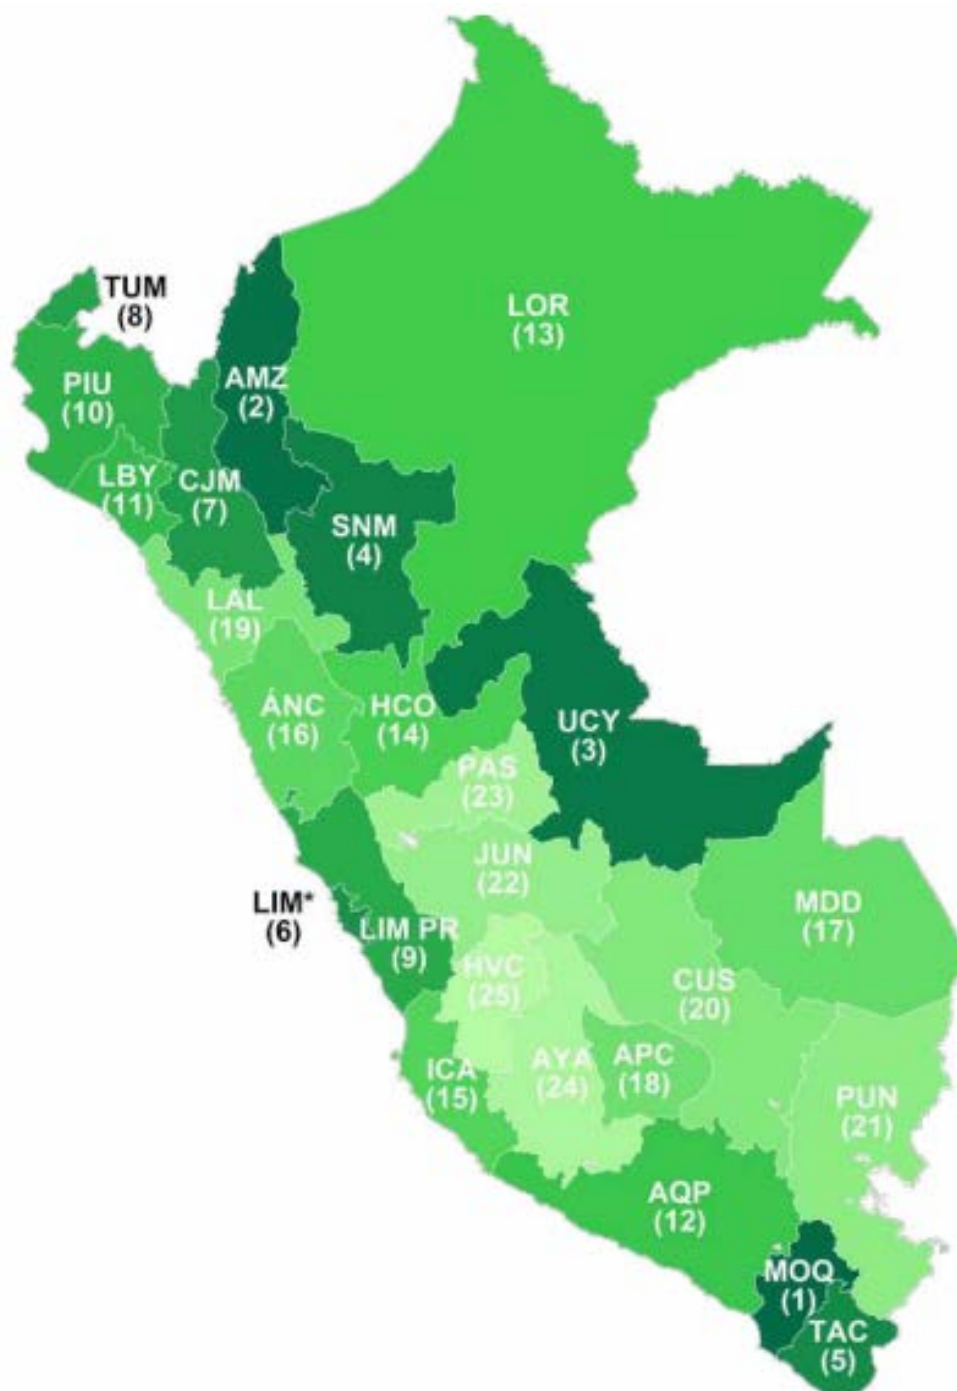 TUM
(8)
LOR
(13)
PIU
(10)
AMZ
(2)
LBY
(11)
CJM
(7)
SNM
(4)
LAL
(19)
ÁNC
(16)
HCO
(14)
UCY
(3)
PAS
(23)
JUN
(22)
LIM*
(6)
LIM PR
(9)
MDD
(17)
HVC
(25)
CUS
(20)
ICA
(15)
AYA
(24)
APC
(18)
PUN
(21)
AQP
(12)
MOQ
(1)
TAC
(5)